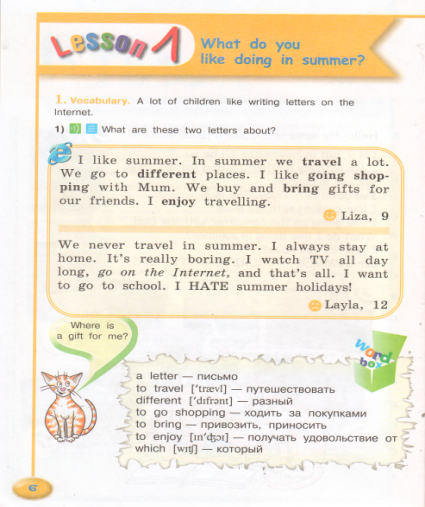 Lesson 1
What do you
like doing in summer?
1. Vocabulary. A lot of children like writing letters on the
Internet.
1) What are these two letters about?
I like summer. In summer we travel a lot.
We go to different places. I like going shop-
ping with Mum. We buy and bring gifts for
our friends. I enjoy travelling.
Liza, 9
We never travel in summer. I always stay at
home. It's really boring. I watch TV all day
long, go on the Internet, and that's all. I want
to go to school. I HATE summer holidays!
Layla, 12
Where is
a gift for me?
word
box
a letter — письмо
to travel ['trævl] — путешествовать
different ['dɪfrənt] — разный
to go shopping — ходить за покупками
to bring — привозить, приносить
to enjoy [ɪn'ʤɔɪ] — получать удовольствие от
which [wɪʧ] — который
6